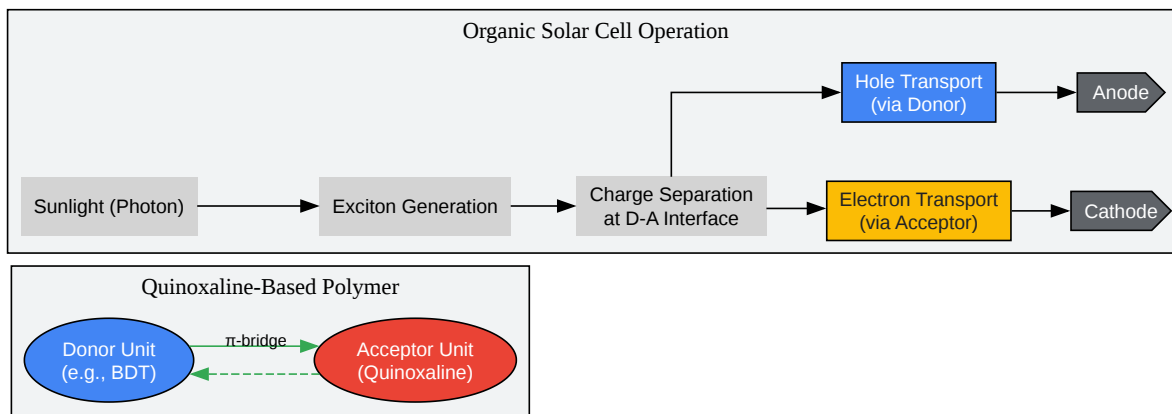 Organic Solar Cell Operation
Hole Transport
(via Donor)
Anode
Sunlight (Photon)
Exciton Generation
Charge Separation
at D-A Interface
Electron Transport
(via Acceptor)
Cathode
Quinoxaline-Based Polymer
Donor Unit
(e.g., BDT)
π-bridge
Acceptor Unit
(Quinoxaline)